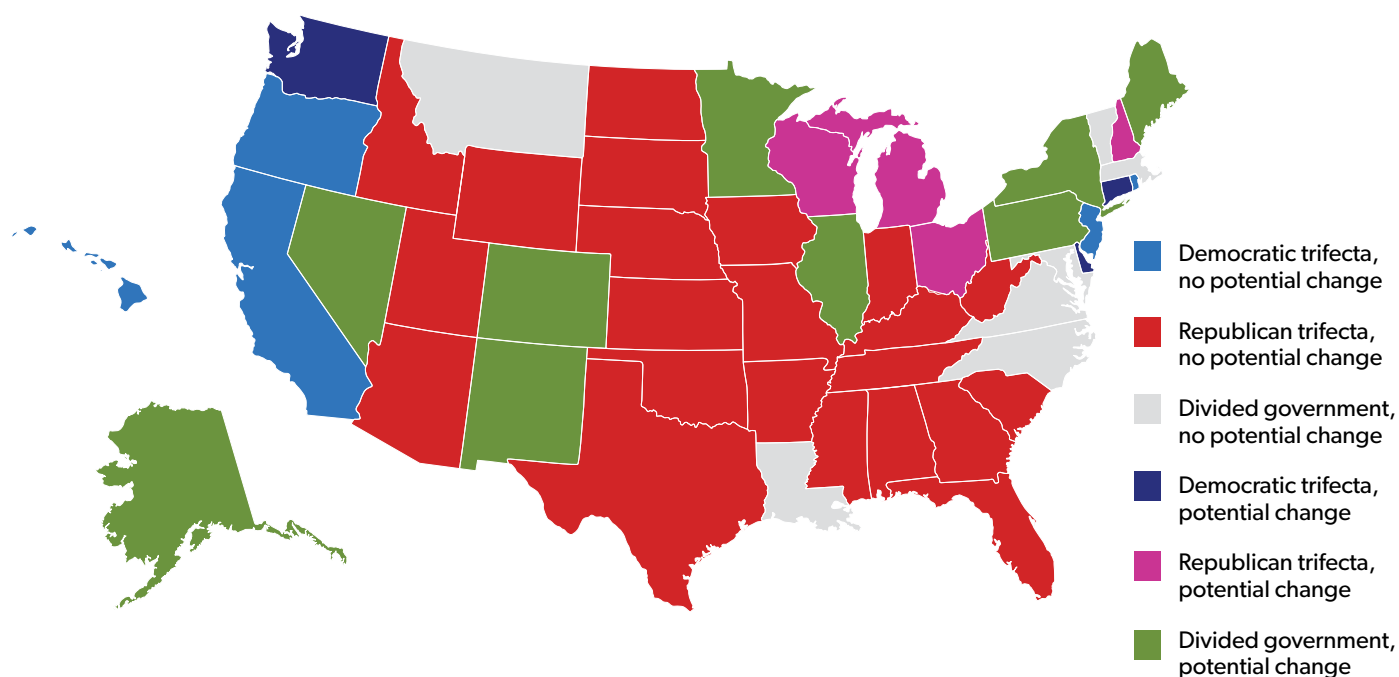 Democratic trifecta,
no potential change
Republican trifecta,
no potential change
Divided government,
no potential change
Democratic trifecta,
potential change
Republican trifecta,
potential change
Divided government,
potential change